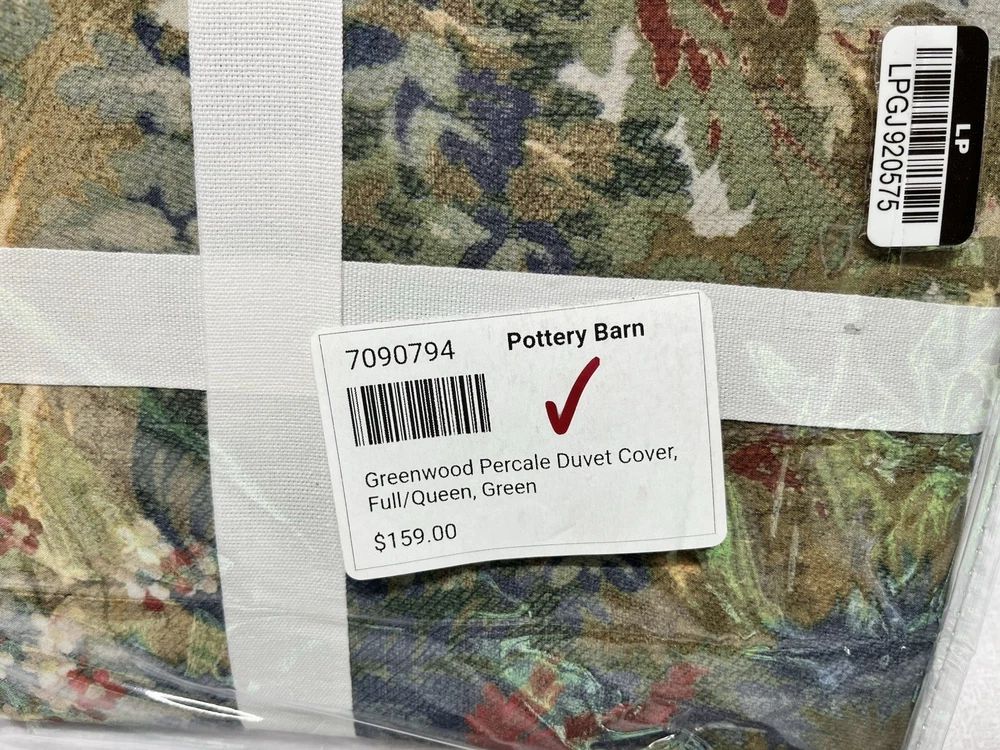 7090794
Pottery Barn
Greenwood Percale Duvet Cover,
Full/Queen, Green
$159.00
LP
LPGJ920575